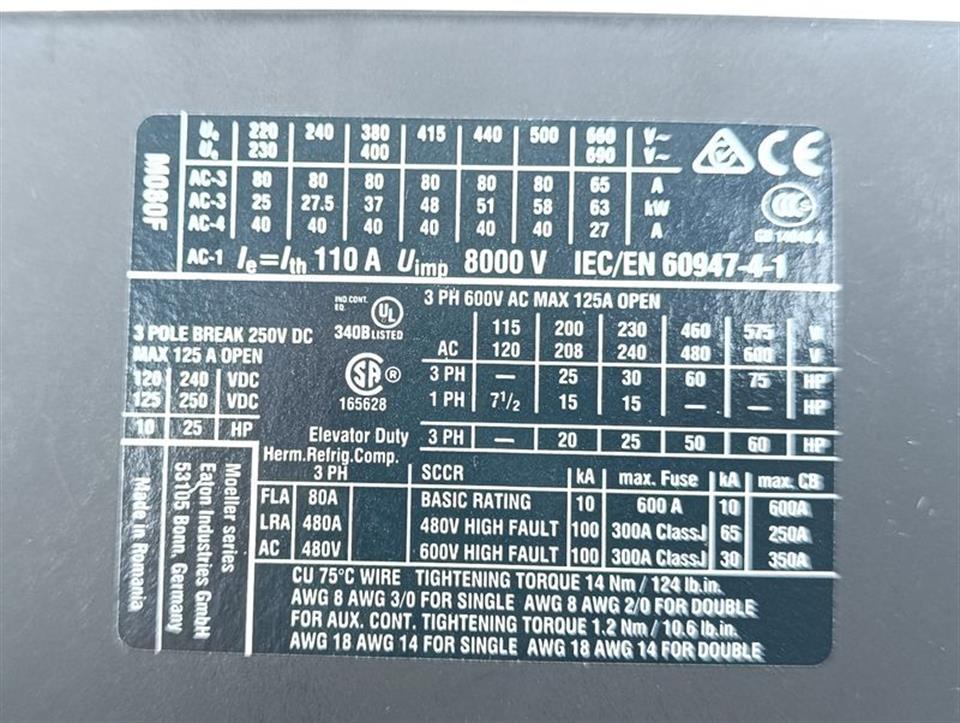 MO80F
Ue 220 240 380 415 440 500 660 V~
Ue 230 400 690 V~
AC-3 80 80 80 80 80 80 65 A
AC-3 25 27.5 37 48 51 58 63 kW
AC-4 40 40 40 40 40 40 27 A
AC-1 Ie=Ith 110 A Uimp 8000 V IEC/EN 60947-4-1
CE
CCC S
3 POLE BREAK 250V DC
MAX 125 A OPEN
120 240 VDC
125 250 VDC
10 25 HP
IND.CONT.
EQ.
UL
340B LISTED
SA ®
165628
3 PH 600V AC MAX 125A OPEN
115 200 230 460 575 V
AC 120 208 240 480 600 V
3 PH — 25 30 60 75 HP
1 PH 7 1/2 15 15 — — HP
Elevator Duty 3 PH — 20 25 50 60 HP
Herm.Refrig.Comp.
3 PH
FLA 80A
LRA 480A
AC 480V
SCCR kA max. Fuse kA max. CB
BASIC RATING 10 600 A 10 600A
480V HIGH FAULT 100 300A ClassJ 65 250A
600V HIGH FAULT 100 300A ClassJ 30 350A
Moeller series
Eaton Industries GmbH
53105 Bonn, Germany
Made in Romania
CU 75°C WIRE TIGHTENING TORQUE 14 Nm / 124 lb.in.
AWG 8 AWG 3/0 FOR SINGLE AWG 8 AWG 2/0 FOR DOUBLE
FOR AUX. CONT. TIGHTENING TORQUE 1.2 Nm / 10.6 lb.in.
AWG 18 AWG 14 FOR SINGLE AWG 18 AWG 14 FOR DOUBLE